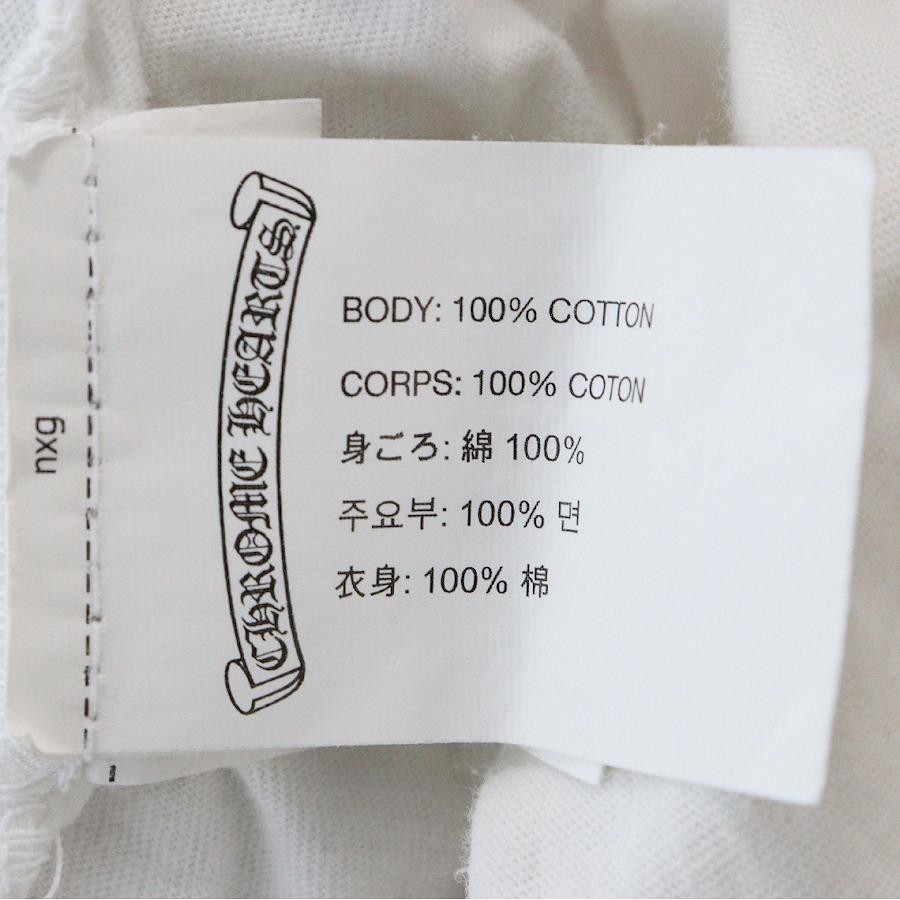 CHROME HEARTS
BODY: 100% COTTON
CORPS: 100% COTON
身ごろ: 綿 100%
주요부: 100% 면
衣身: 100% 棉
nxg